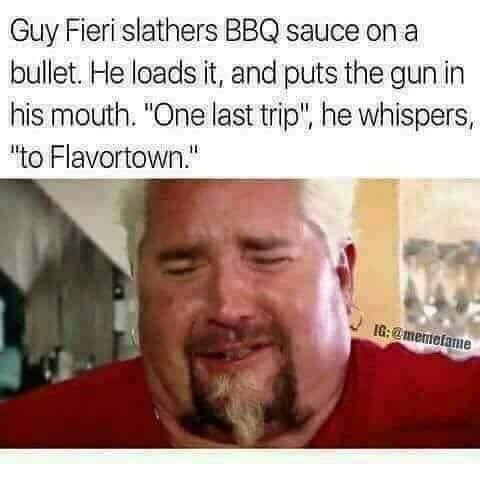 Guy Fieri slathers BBQ sauce on a
bullet. He loads it, and puts the gun in
his mouth. "One last trip", he whispers,
"to Flavortown."
IG:@memefame